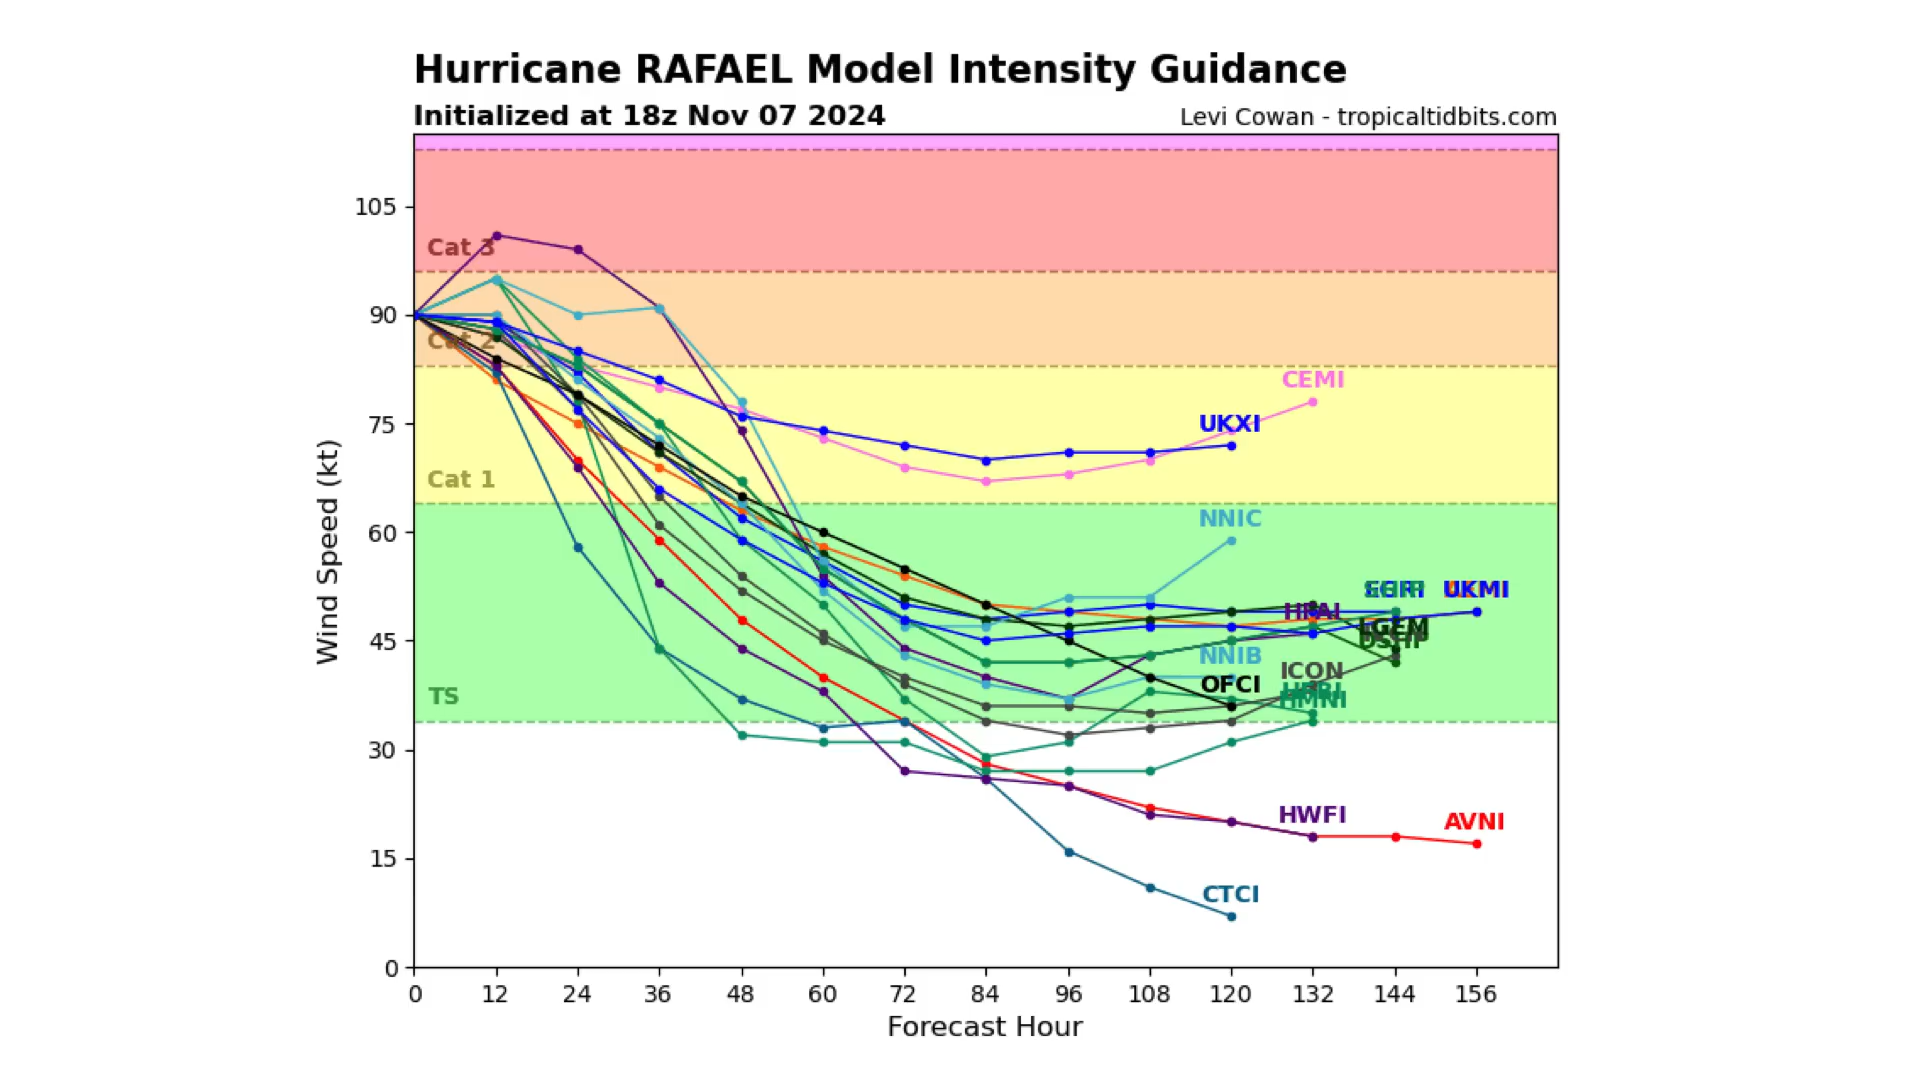 Hurricane RAFAEL Model Intensity Guidance
Initialized at 18z Nov 07 2024
Levi Cowan - tropicaltidbits.com
105
Cat 3
90
Cat 2
CEMI
75
UKXI
Cat 1
NNIC
60
UKMI
HFAI
45
LGEM
DSHP
NNIB
ICON
OFCI
HMNI
TS
30
HWFI
AVNI
15
CTCI
0
0 12 24 36 48 60 72 84 96 108 120 132 144 156
Wind Speed (kt)
Forecast Hour